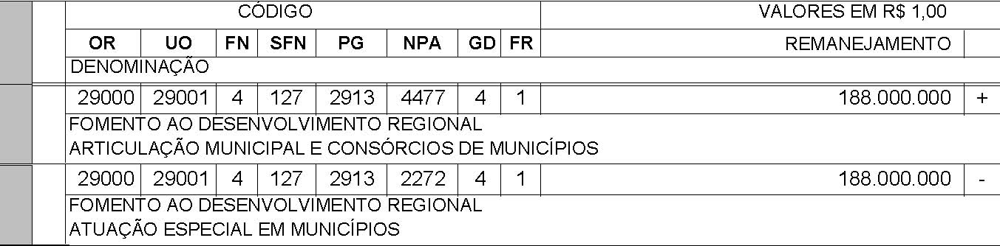 CÓDIGO VALORES EM R$ 1,00
OR UO FN SFN PG NPA GD FR REMANEJAMENTO
DENOMINAÇÃO
29000 29001 4 127 2913 4477 4 1 188.000.000 +
FOMENTO AO DESENVOLVIMENTO REGIONAL
ARTICULAÇÃO MUNICIPAL E CONSÓRCIOS DE MUNICÍPIOS
29000 29001 4 127 2913 2272 4 1 188.000.000 -
FOMENTO AO DESENVOLVIMENTO REGIONAL
ATUAÇÃO ESPECIAL EM MUNICÍPIOS